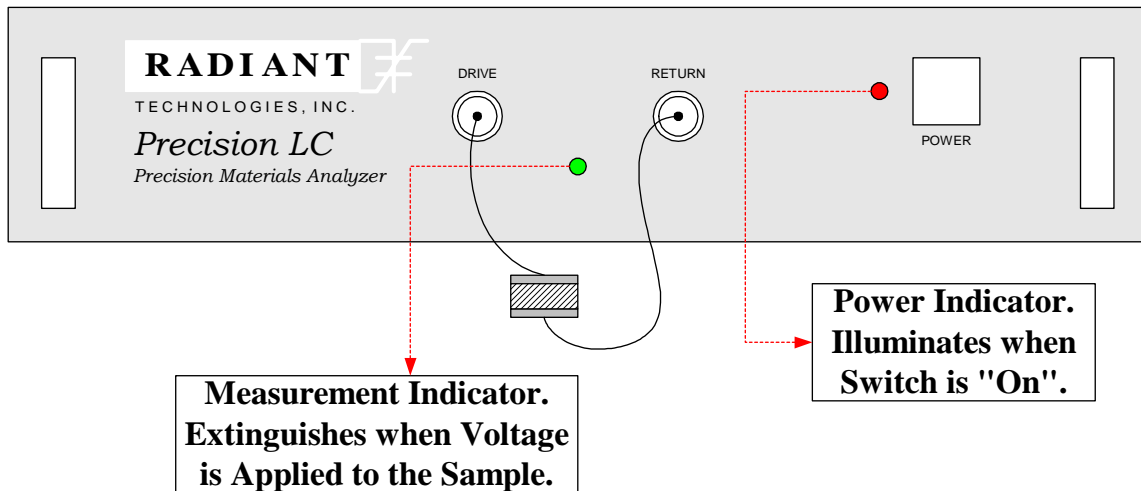 RADIANT
TECHNOLOGIES, INC.
Precision LC
Precision Materials Analyzer
DRIVE
RETURN
POWER
Power Indicator.
Illuminates when
Switch is "On".
Measurement Indicator.
Extinguishes when Voltage
is Applied to the Sample.